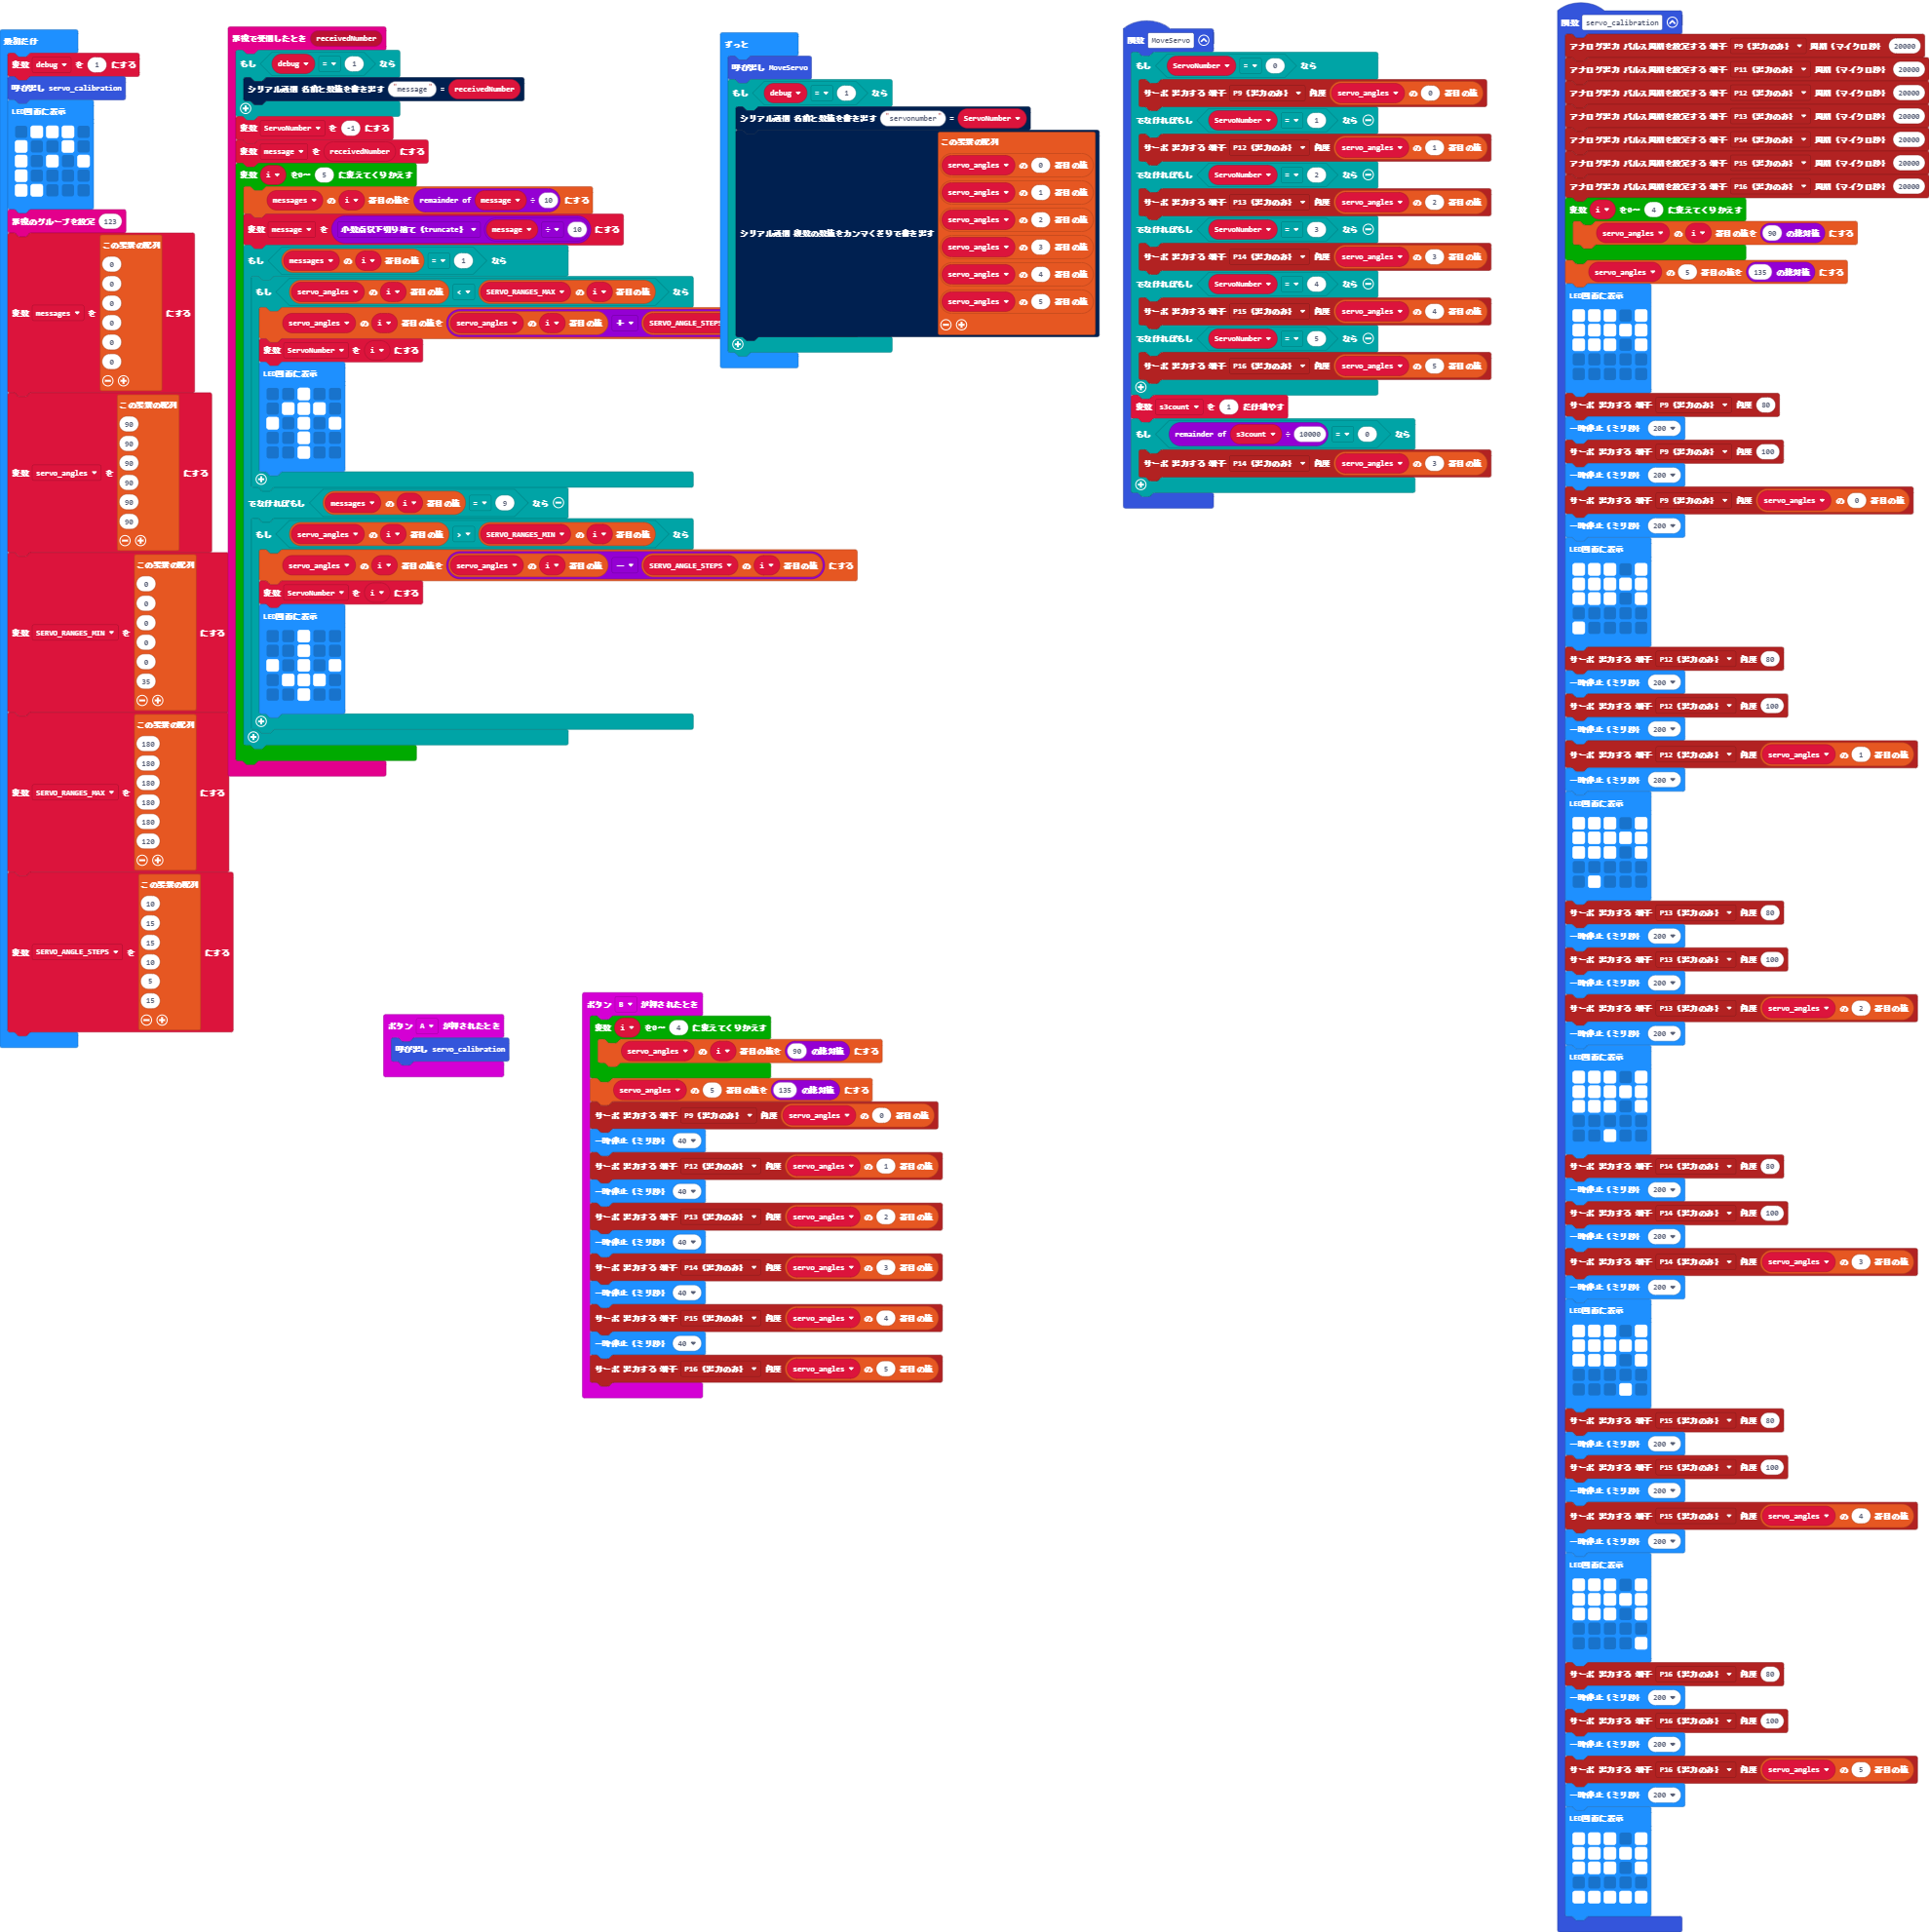 最初だけ
変数 debug を 1 にする
呼び出し servo_calibration
LED画面に表示
無線のグループを設定 123
変数 messages を この要素の配列 にする
0
0
0
0
0
0
変数 servo_angles を この要素の配列 にする
90
90
90
90
90
90
変数 SERVO_RANGES_MIN を この要素の配列 にする
0
0
0
0
0
35
変数 SERVO_RANGES_MAX を この要素の配列 にする
180
180
180
180
180
120
変数 SERVO_ANGLE_STEPS を この要素の配列 にする
10
15
15
10
5
15
無線で受信したとき receivedNumber
もし debug = 1 なら
シリアル通信 名前と数値を書き出す "message" = receivedNumber
変数 ServoNumber を -1 にする
変数 message を receivedNumber にする
変数 i を0~ 5 に変えてくりかえす
messages の i 番目の値を remainder of message ÷ 10 にする
変数 message を 小数点以下切り捨て (truncate) message ÷ 10 にする
もし messages の i 番目の値 = 1 なら
もし servo_angles の i 番目の値 < SERVO_RANGES_MAX の i 番目の値 なら
servo_angles の i 番目の値を servo_angles の i 番目の値 + SERVO_ANGLE_STEPS
変数 ServoNumber を i にする
LED画面に表示
でなければもし messages の i 番目の値 = 9 なら
もし servo_angles の i 番目の値 > SERVO_RANGES_MIN の i 番目の値 なら
servo_angles の i 番目の値を servo_angles の i 番目の値 - SERVO_ANGLE_STEPS の i 番目の値 にする
変数 ServoNumber を i にする
LED画面に表示
ずっと
呼び出し MoveServo
もし debug = 1 なら
シリアル通信 名前と数値を書き出す "servonumber" = ServoNumber
シリアル通信 複数の数値をカンマくぎりで書き出す この要素の配列
servo_angles の 0 番目の値
servo_angles の 1 番目の値
servo_angles の 2 番目の値
servo_angles の 3 番目の値
servo_angles の 4 番目の値
servo_angles の 5 番目の値
ボタン A が押されたとき
呼び出し servo_calibration
ボタン B が押されたとき
変数 i を0~ 4 に変えてくりかえす
servo_angles の i 番目の値を 90 の絶対値 にする
servo_angles の 5 番目の値を 135 の絶対値 にする
サーボ 出力する 端子 P9 (出力のみ) 角度 servo_angles の 0 番目の値
一時停止 (ミリ秒) 40
サーボ 出力する 端子 P12 (出力のみ) 角度 servo_angles の 1 番目の値
一時停止 (ミリ秒) 40
サーボ 出力する 端子 P13 (出力のみ) 角度 servo_angles の 2 番目の値
一時停止 (ミリ秒) 40
サーボ 出力する 端子 P14 (出力のみ) 角度 servo_angles の 3 番目の値
一時停止 (ミリ秒) 40
サーボ 出力する 端子 P15 (出力のみ) 角度 servo_angles の 4 番目の値
一時停止 (ミリ秒) 40
サーボ 出力する 端子 P16 (出力のみ) 角度 servo_angles の 5 番目の値
関数 MoveServo
もし ServoNumber = 0 なら
サーボ 出力する 端子 P9 (出力のみ) 角度 servo_angles の 0 番目の値
でなければもし ServoNumber = 1 なら
サーボ 出力する 端子 P12 (出力のみ) 角度 servo_angles の 1 番目の値
でなければもし ServoNumber = 2 なら
サーボ 出力する 端子 P13 (出力のみ) 角度 servo_angles の 2 番目の値
でなければもし ServoNumber = 3 なら
サーボ 出力する 端子 P14 (出力のみ) 角度 servo_angles の 3 番目の値
でなければもし ServoNumber = 4 なら
サーボ 出力する 端子 P15 (出力のみ) 角度 servo_angles の 4 番目の値
でなければもし ServoNumber = 5 なら
サーボ 出力する 端子 P16 (出力のみ) 角度 servo_angles の 5 番目の値
変数 s3count を 1 だけ増やす
もし remainder of s3count ÷ 10000 = 0 なら
サーボ 出力する 端子 P14 (出力のみ) 角度 servo_angles の 3 番目の値
関数 servo_calibration
アナログ出力 パルス周期を設定する 端子 P9 (出力のみ) 周期 (マイクロ秒) 20000
アナログ出力 パルス周期を設定する 端子 P11 (出力のみ) 周期 (マイクロ秒) 20000
アナログ出力 パルス周期を設定する 端子 P12 (出力のみ) 周期 (マイクロ秒) 20000
アナログ出力 パルス周期を設定する 端子 P13 (出力のみ) 周期 (マイクロ秒) 20000
アナログ出力 パルス周期を設定する 端子 P14 (出力のみ) 周期 (マイクロ秒) 20000
アナログ出力 パルス周期を設定する 端子 P15 (出力のみ) 周期 (マイクロ秒) 20000
アナログ出力 パルス周期を設定する 端子 P16 (出力のみ) 周期 (マイクロ秒) 20000
変数 i を0~ 4 に変えてくりかえす
servo_angles の i 番目の値を 90 の絶対値 にする
servo_angles の 5 番目の値を 135 の絶対値 にする
LED画面に表示
サーボ 出力する 端子 P9 (出力のみ) 角度 80
一時停止 (ミリ秒) 200
サーボ 出力する 端子 P9 (出力のみ) 角度 100
一時停止 (ミリ秒) 200
サーボ 出力する 端子 P9 (出力のみ) 角度 servo_angles の 0 番目の値
一時停止 (ミリ秒) 200
LED画面に表示
サーボ 出力する 端子 P12 (出力のみ) 角度 80
一時停止 (ミリ秒) 200
サーボ 出力する 端子 P12 (出力のみ) 角度 100
一時停止 (ミリ秒) 200
サーボ 出力する 端子 P12 (出力のみ) 角度 servo_angles の 1 番目の値
一時停止 (ミリ秒) 200
LED画面に表示
サーボ 出力する 端子 P13 (出力のみ) 角度 80
一時停止 (ミリ秒) 200
サーボ 出力する 端子 P13 (出力のみ) 角度 100
一時停止 (ミリ秒) 200
サーボ 出力する 端子 P13 (出力のみ) 角度 servo_angles の 2 番目の値
一時停止 (ミリ秒) 200
LED画面に表示
サーボ 出力する 端子 P14 (出力のみ) 角度 80
一時停止 (ミリ秒) 200
サーボ 出力する 端子 P14 (出力のみ) 角度 100
一時停止 (ミリ秒) 200
サーボ 出力する 端子 P14 (出力のみ) 角度 servo_angles の 3 番目の値
一時停止 (ミリ秒) 200
LED画面に表示
サーボ 出力する 端子 P15 (出力のみ) 角度 80
一時停止 (ミリ秒) 200
サーボ 出力する 端子 P15 (出力のみ) 角度 100
一時停止 (ミリ秒) 200
サーボ 出力する 端子 P15 (出力のみ) 角度 servo_angles の 4 番目の値
一時停止 (ミリ秒) 200
LED画面に表示
サーボ 出力する 端子 P16 (出力のみ) 角度 80
一時停止 (ミリ秒) 200
サーボ 出力する 端子 P16 (出力のみ) 角度 100
一時停止 (ミリ秒) 200
サーボ 出力する 端子 P16 (出力のみ) 角度 servo_angles の 5 番目の値
一時停止 (ミリ秒) 200
LED画面に表示